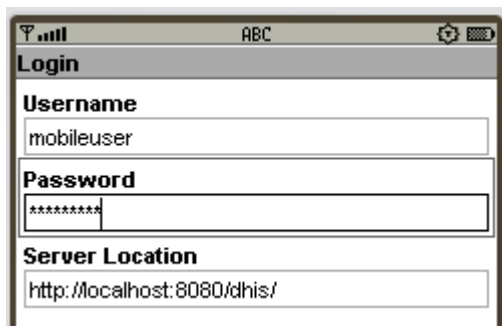 ABC
Login
Username
mobileuser
Password
*********
Server Location
http://localhost:8080/dhis/